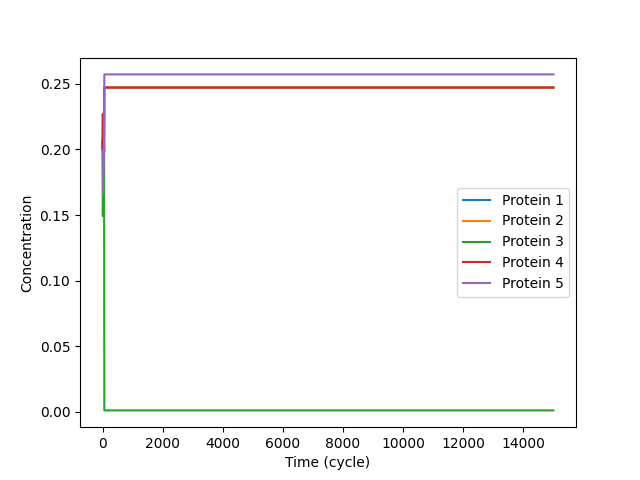 0.25
0.20
0.15
0.10
0.05
0.00
Concentration
0
2000
4000
6000
8000
10000
12000
14000
Time (cycle)
Protein 1
Protein 2
Protein 3
Protein 4
Protein 5